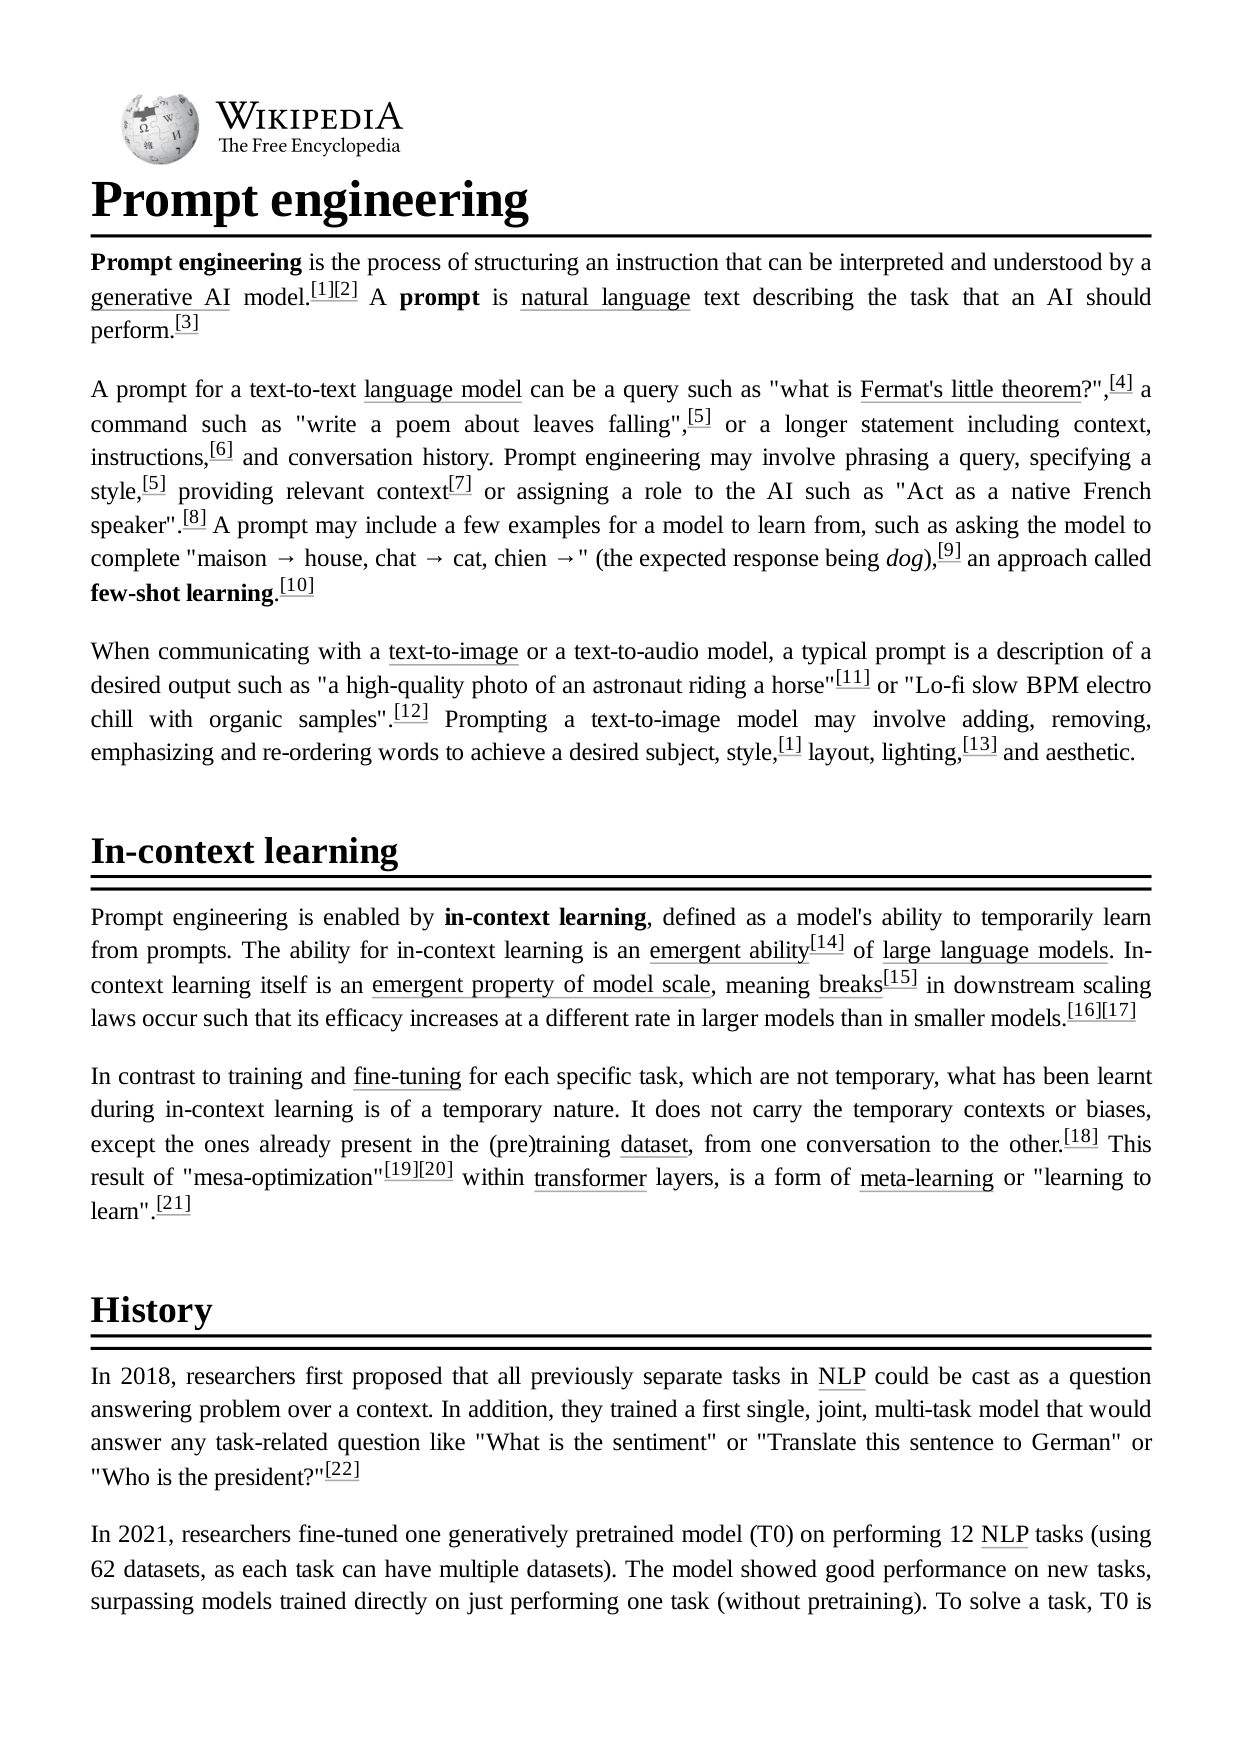 WIKIPEDIA
The Free Encyclopedia
Prompt engineering
Prompt engineering is the process of structuring an instruction that can be interpreted and understood by a
generative AI model.[1][2] A prompt is natural language text describing the task that an AI should
perform.[3]
A prompt for a text-to-text language model can be a query such as "what is Fermat's little theorem?",[4] a
command such as "write a poem about leaves falling",[5] or a longer statement including context,
instructions,[6] and conversation history. Prompt engineering may involve phrasing a query, specifying a
style,[5] providing relevant context[7] or assigning a role to the AI such as "Act as a native French
speaker".[8] A prompt may include a few examples for a model to learn from, such as asking the model to
complete "maison → house, chat → cat, chien →" (the expected response being dog),[9] an approach called
few-shot learning.[10]
When communicating with a text-to-image or a text-to-audio model, a typical prompt is a description of a
desired output such as "a high-quality photo of an astronaut riding a horse"[11] or "Lo-fi slow BPM electro
chill with organic samples".[12] Prompting a text-to-image model may involve adding, removing,
emphasizing and re-ordering words to achieve a desired subject, style,[1] layout, lighting,[13] and aesthetic.
In-context learning
Prompt engineering is enabled by in-context learning, defined as a model's ability to temporarily learn
from prompts. The ability for in-context learning is an emergent ability[14] of large language models. In-
context learning itself is an emergent property of model scale, meaning breaks[15] in downstream scaling
laws occur such that its efficacy increases at a different rate in larger models than in smaller models.[16][17]
In contrast to training and fine-tuning for each specific task, which are not temporary, what has been learnt
during in-context learning is of a temporary nature. It does not carry the temporary contexts or biases,
except the ones already present in the (pre)training dataset, from one conversation to the other.[18] This
result of "mesa-optimization"[19][20] within transformer layers, is a form of meta-learning or "learning to
learn".[21]
History
In 2018, researchers first proposed that all previously separate tasks in NLP could be cast as a question
answering problem over a context. In addition, they trained a first single, joint, multi-task model that would
answer any task-related question like "What is the sentiment" or "Translate this sentence to German" or
"Who is the president?"[22]
In 2021, researchers fine-tuned one generatively pretrained model (T0) on performing 12 NLP tasks (using
62 datasets, as each task can have multiple datasets). The model showed good performance on new tasks,
surpassing models trained directly on just performing one task (without pretraining). To solve a task, T0 is